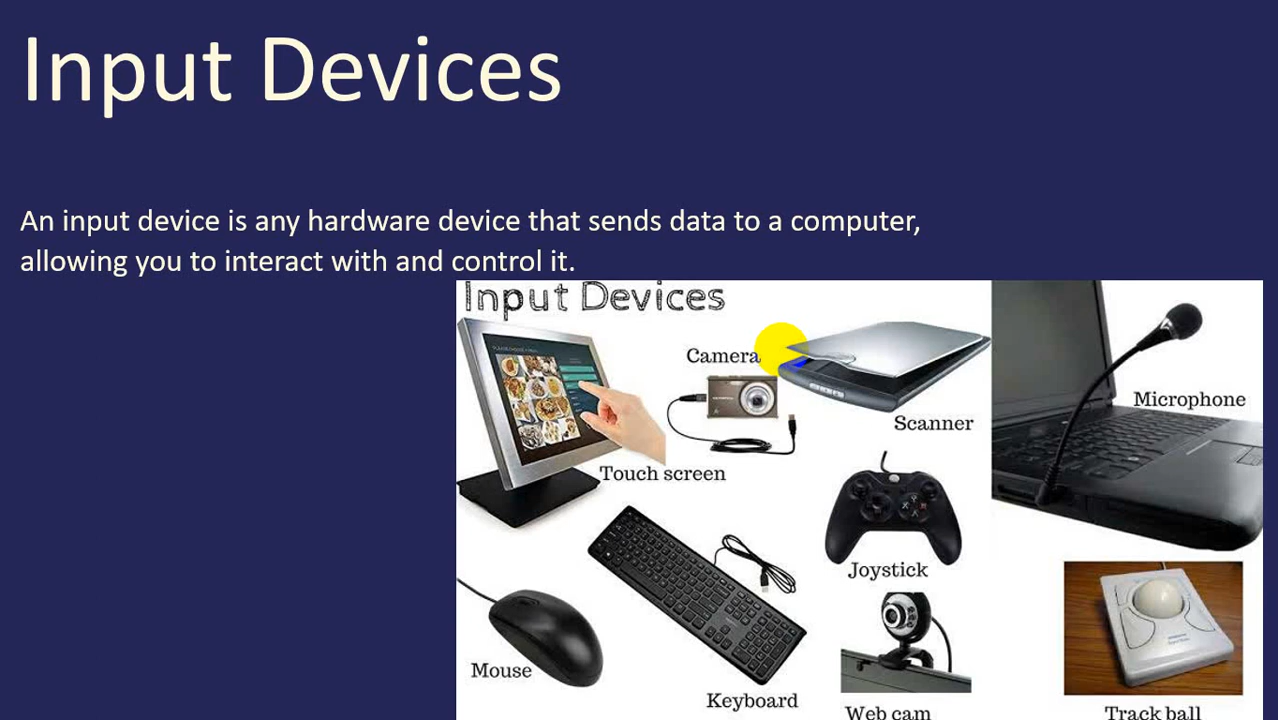 Input Devices
An input device is any hardware device that sends data to a computer,
allowing you to interact with and control it.
Input Devices
Camera
Scanner
Microphone
Touch screen
Joystick
Mouse
Keyboard
Web cam
Track ball